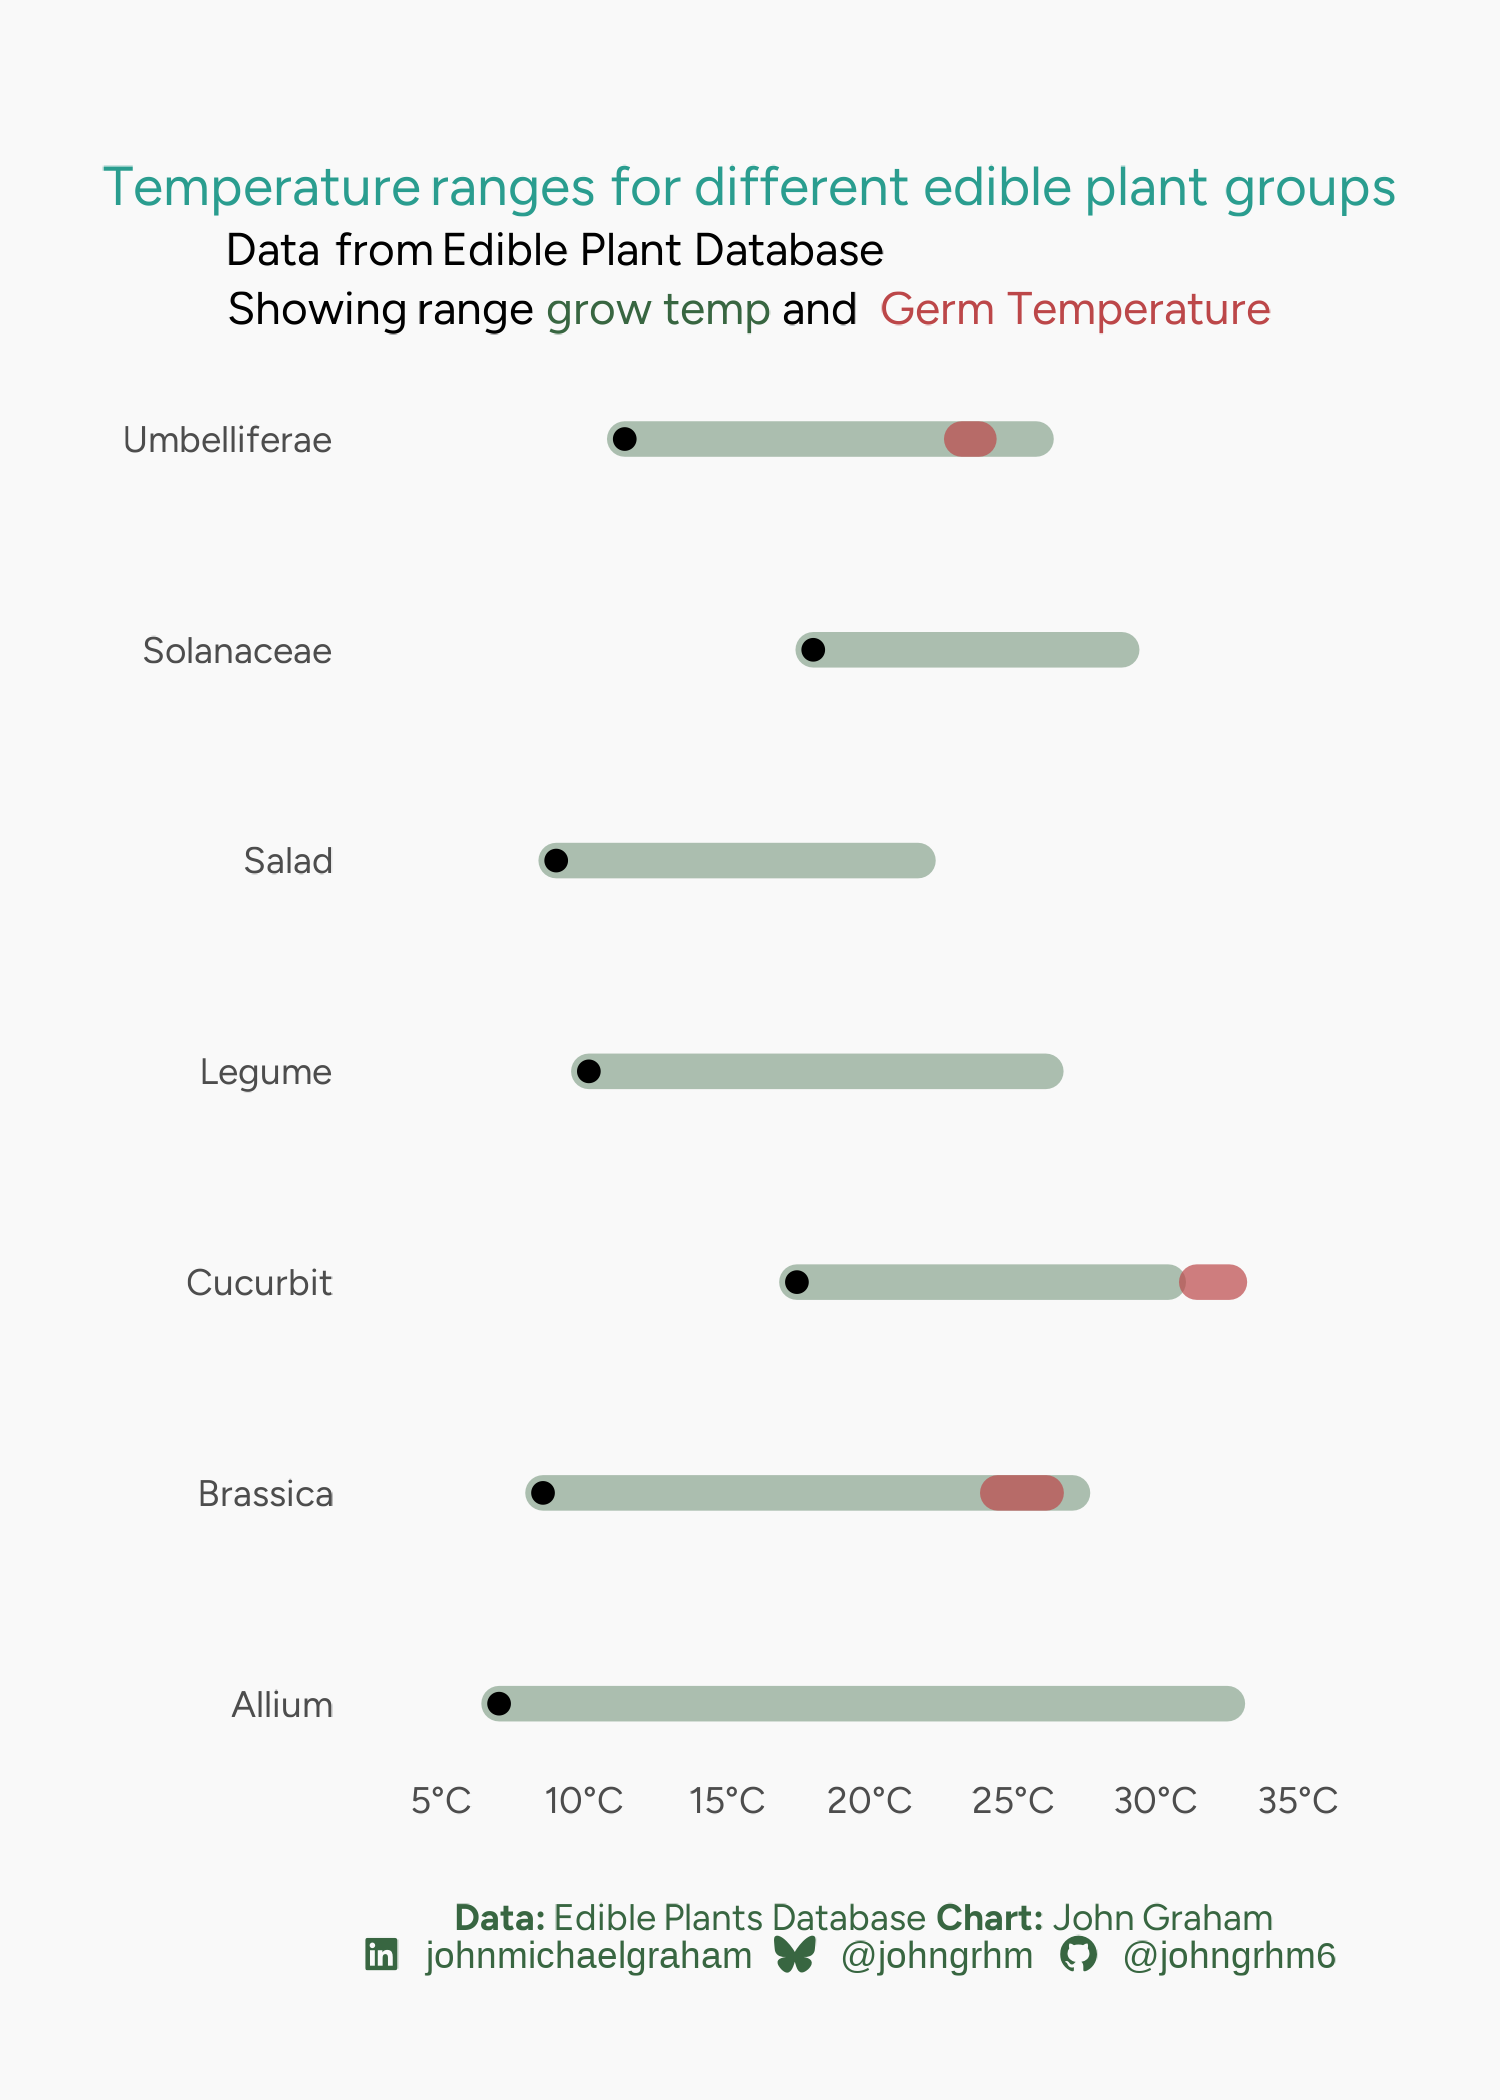 Temperature ranges for different edible plant groups
Data from Edible Plant Database
Showing range grow temp and Germ Temperature
Umbelliferae
Solanaceae
Salad
Legume
Cucurbit
Brassica
Allium
5°C 10°C 15°C 20°C 25°C 30°C 35°C
Data: Edible Plants Database Chart: John Graham
in johnmichaelgraham @johngrhm @johngrhm6